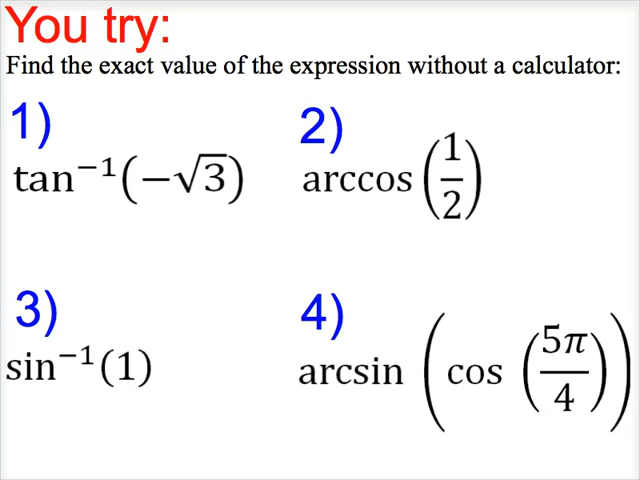 You try:
Find the exact value of the expression without a calculator:
1)
tan⁻¹(−√3)
2)
arccos(1/2)
3)
sin⁻¹(1)
4)
arcsin(cos(5π/4))